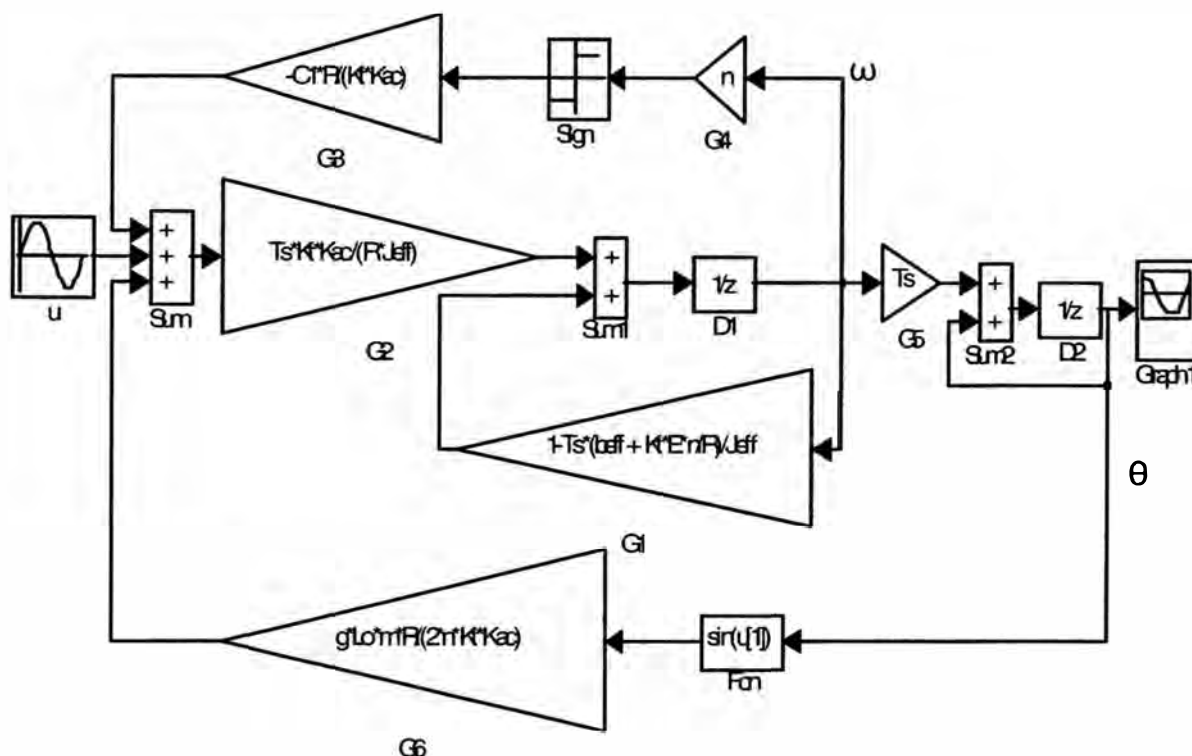 -C1*R/(Kt*Kac)
Sign
n
G4
ω
G3
+
+
+
Sum
u
Ts*Kt*Kac/(R*Jeff)
G2
+
+
Sum1
1/z
D1
Ts
G5
+
+
Sum2
1/z
D2
Graph1
1-Ts*(beff + Kt*E*n/R)/Jeff
G1
θ
g*Lo*m*R/(2*n*Kt*Kac)
G6
sin(u[1])
Fcn